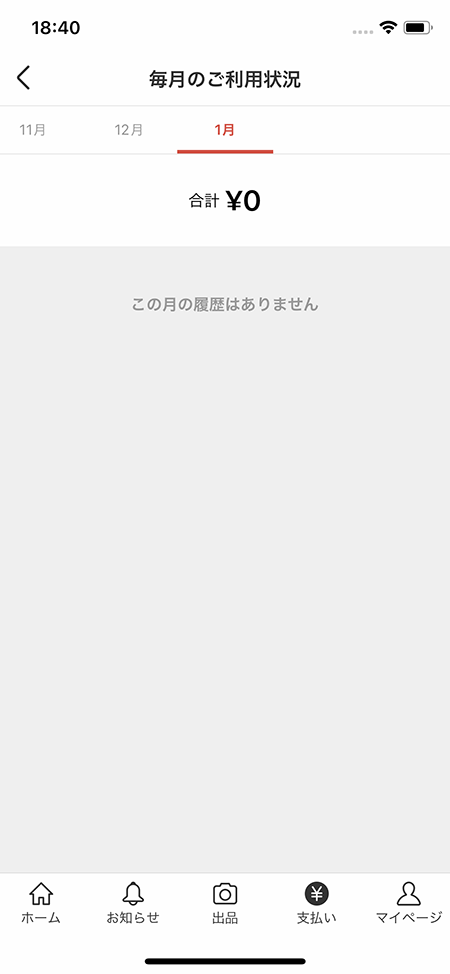 18:40
毎月のご利用状況
11月 12月 1月
合計 ¥0
この月の履歴はありません
ホーム お知らせ 出品 支払い マイページ